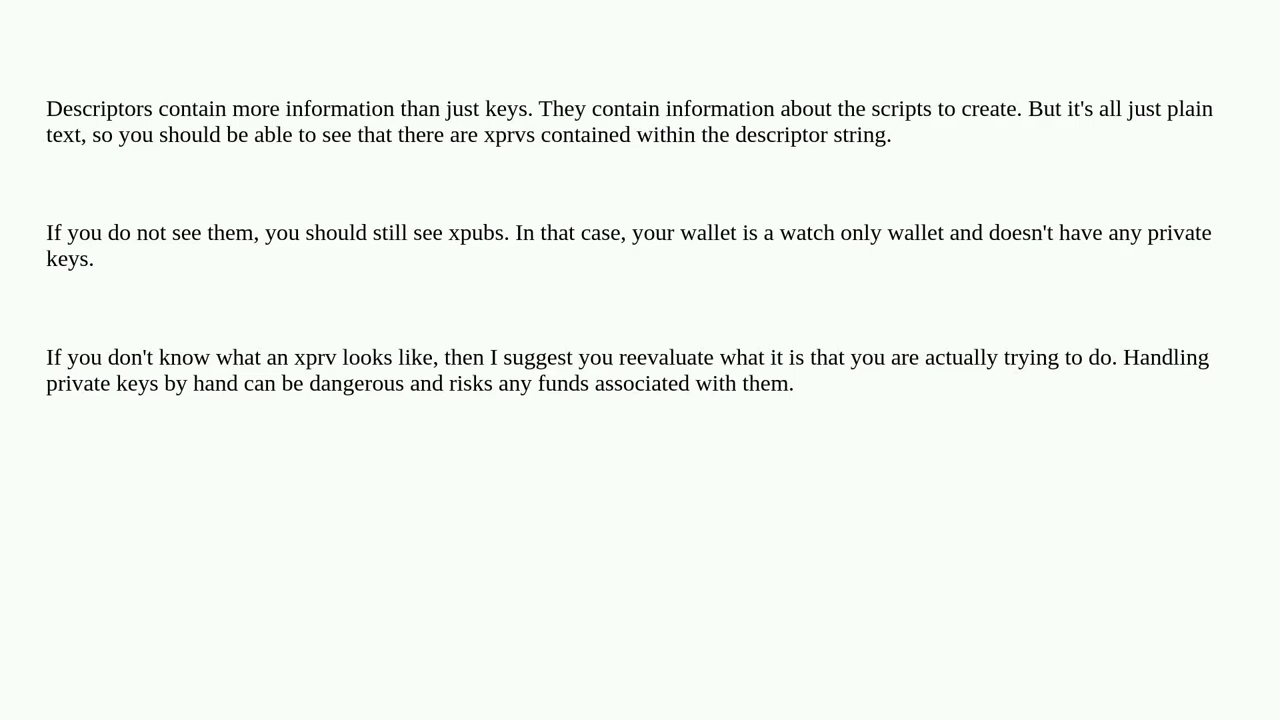 Descriptors contain more information than just keys. They contain information about the scripts to create. But it's all just plain
text, so you should be able to see that there are xprvs contained within the descriptor string.
If you do not see them, you should still see xpubs. In that case, your wallet is a watch only wallet and doesn't have any private
keys.
If you don't know what an xprv looks like, then I suggest you reevaluate what it is that you are actually trying to do. Handling
private keys by hand can be dangerous and risks any funds associated with them.